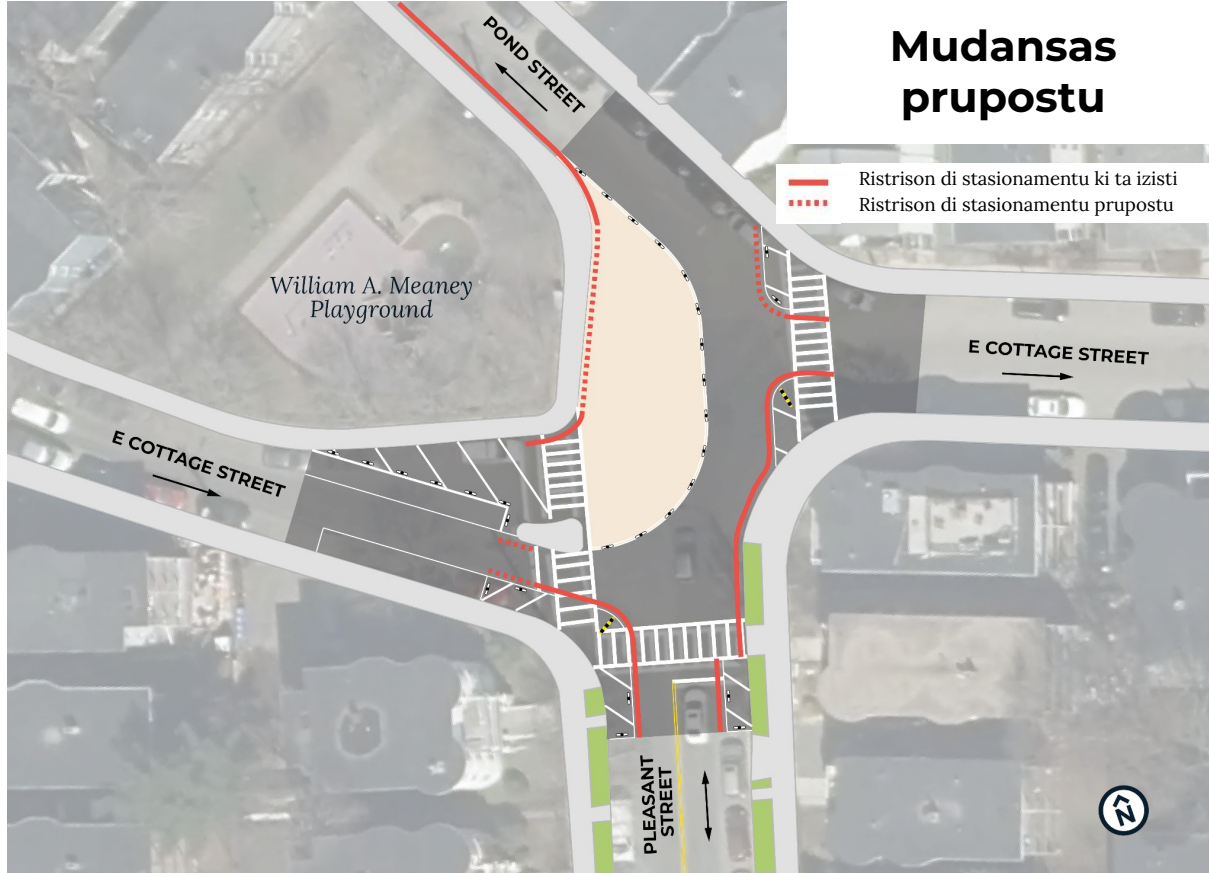 Mudansas
prupostu
Ristrison di stasionamentu ki ta izisti
Ristrison di stasionamentu prupostu
POND STREET
William A. Meaney
Playground
E COTTAGE STREET
E COTTAGE STREET
PLEASANT
STREET
N